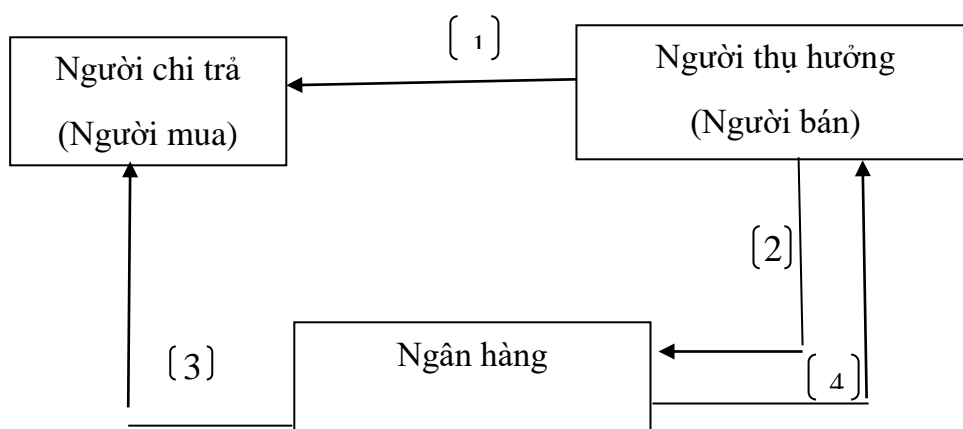 (1)
Người chi trả
(Người mua)
Người thụ hưởng
(Người bán)
(2)
(3)
Ngân hàng
(4)